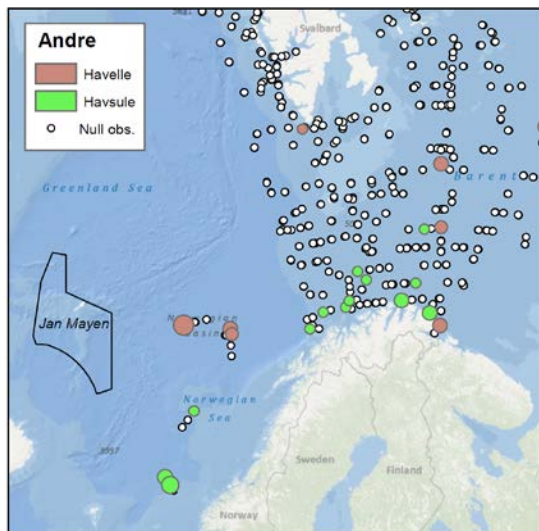 Andre
Havelle
Havsule
Null obs.
Svalbard
Greenland Sea
Barent
Jan Mayen
Norwegian
Sea
Sweden
Finland
Norway